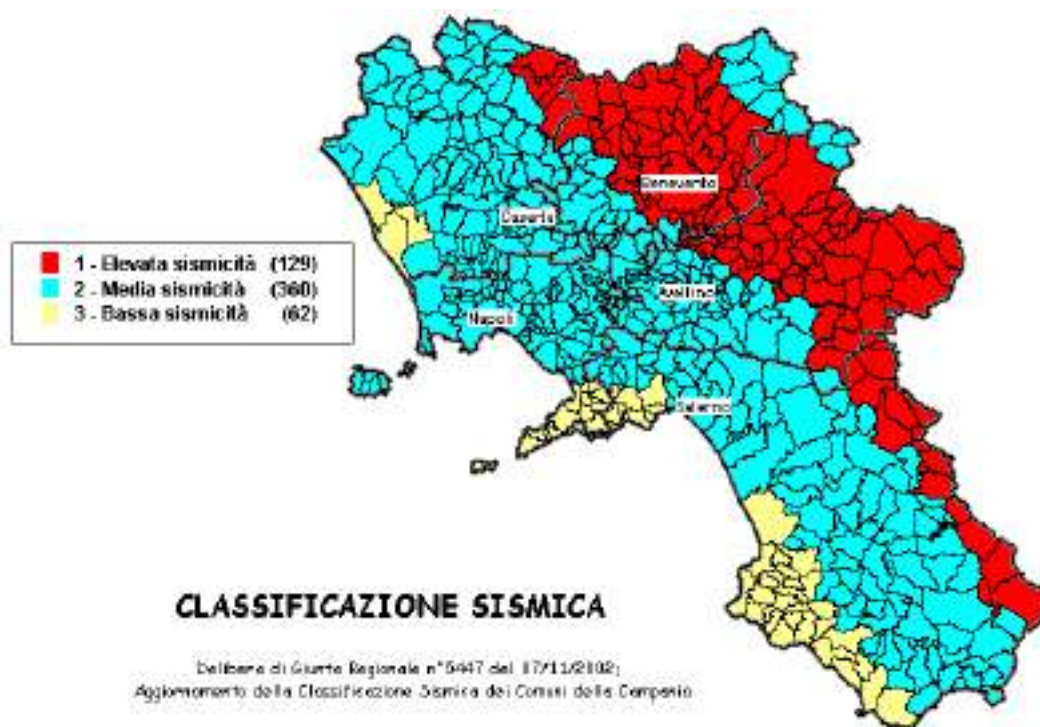 Benevento
Caserta
1 - Elevata sismicità (129)
2 - Media sismicità (360)
3 - Bassa sismicità (62)
Avellino
Napoli
Salerno
CLASSIFICAZIONE SISMICA
Delibera di Giunta Regionale n°5447 del 07/11/2002;
Aggiornamento della Classificazione Sismica dei Comuni della Campania